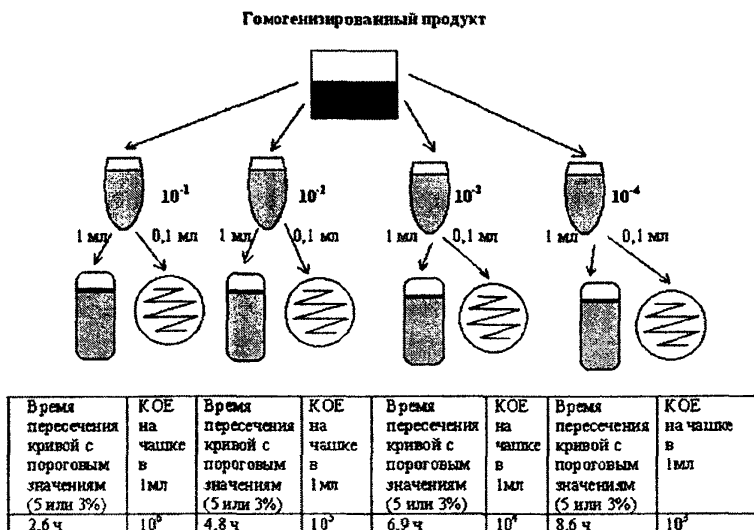 Гомогенизированный продукт
10⁻¹ 10⁻² 10⁻³ 10⁻⁴
1 мл 0,1 мл 1 мл 0,1 мл 1 мл 0,1 мл 1 мл 0,1 мл
Время пересечения кривой с пороговым значениям (5 или 3%)
КОЕ на чашке в 1мл
Время пересечения кривой с пороговым значениям (5 или 3%)
КОЕ на чашке в 1мл
Время пересечения кривой с пороговым значениям (5 или 3%)
КОЕ на чашке в 1мл
Время пересечения кривой с пороговым значениям (5 или 3%)
КОЕ на чашке в 1мл
2,6 ч 4,8 ч 6,9 ч 8,6 ч